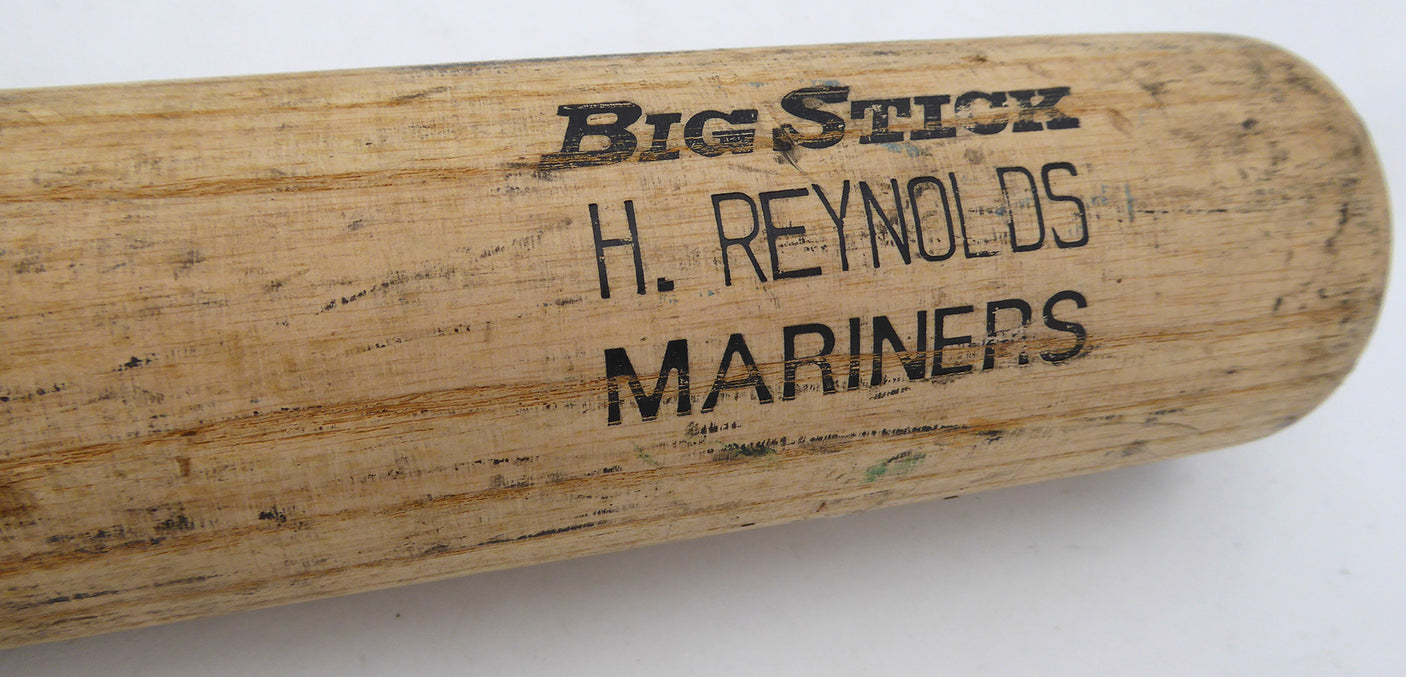 BIG STICK
H. REYNOLDS
MARINERS